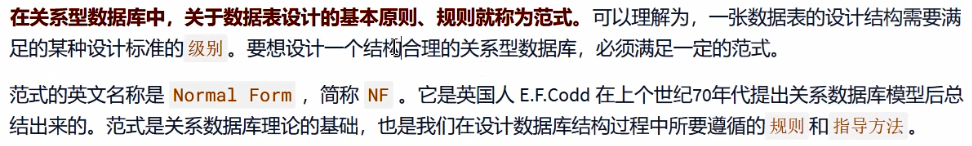 在关系型数据库中，关于数据表设计的基本原则、规则就称为范式。可以理解为，一张数据表的设计结构需要满
足的某种设计标准的 级别 。要想设计一个结构合理的关系型数据库，必须满足一定的范式。
范式的英文名称是 Normal Form ，简称 NF 。它是英国人 E.F.Codd 在上个世纪70年代提出关系数据库模型后总
结出来的。范式是关系数据库理论的基础，也是我们在设计数据库结构过程中所要遵循的 规则 和 指导方法 。